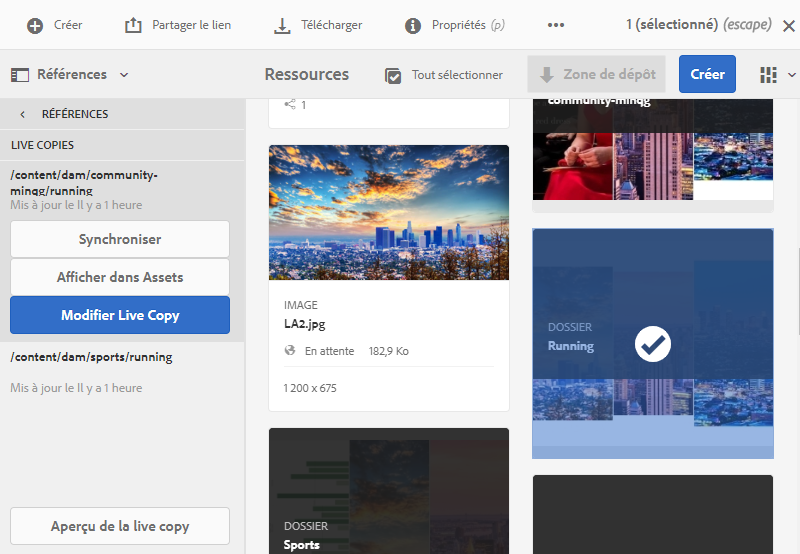 Créer
Partager le lien
Télécharger
Propriétés (p)
•••
1 (sélectionné) (escape)
Références
Ressources
Tout sélectionner
Zone de dépôt
Créer
RÉFÉRENCES
LIVE COPIES
/content/dam/community-
minqg/running
Mis à jour le Il y a 1 heure
Synchroniser
Afficher dans Assets
Modifier Live Copy
/content/dam/sports/running
Mis à jour le Il y a 1 heure
Aperçu de la live copy
1
IMAGE
LA2.jpg
En attente 182,9 Ko
1 200 x 675
DOSSIER
Sports
community-minqg
DOSSIER
Running